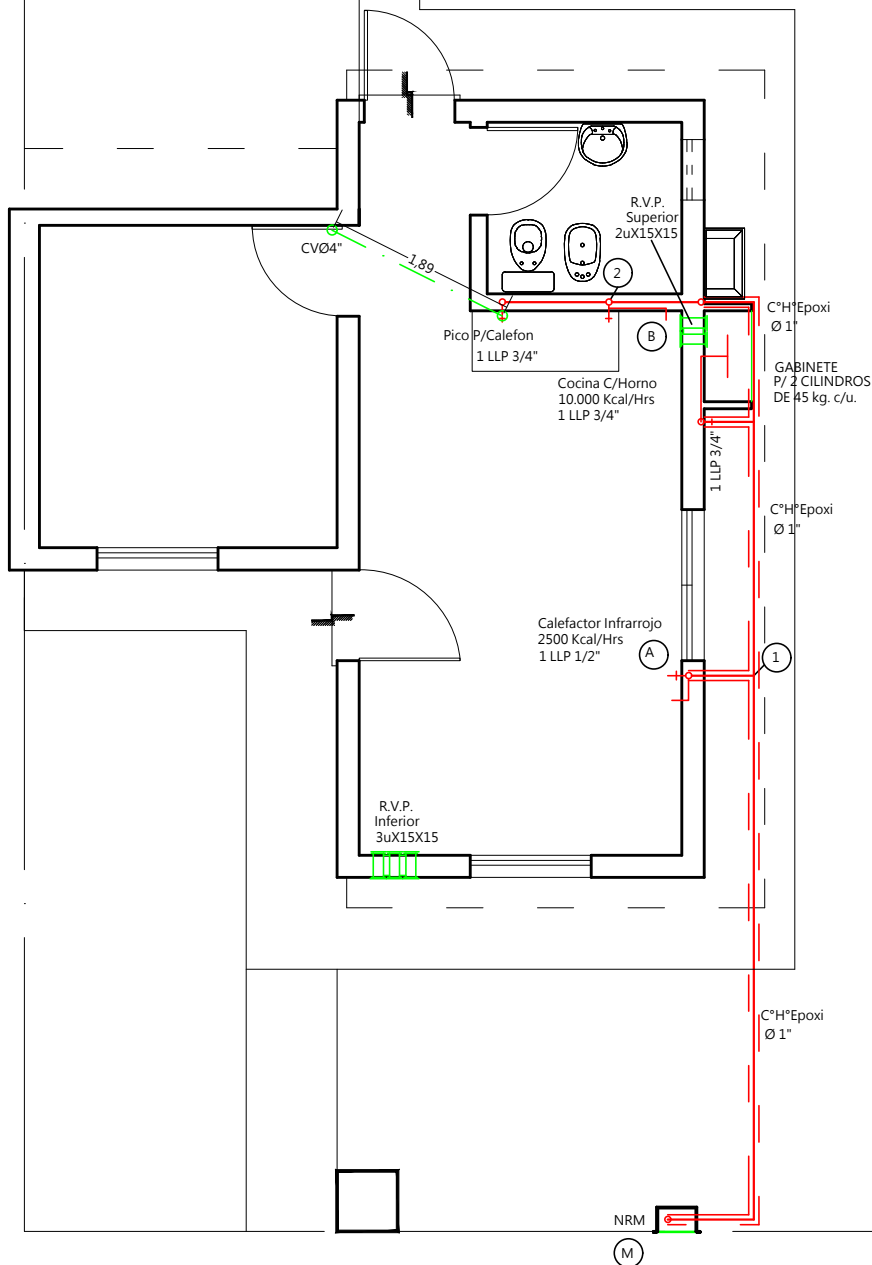 R.V.P.
Superior
2uX15X15
CVØ4"
1,89
2
Pico P/Calefon
1 LLP 3/4"
B
C°H°Epoxi
Ø 1"
GABINETE
P/ 2 CILINDROS
DE 45 kg. c/u.
Cocina C/Horno
10.000 Kcal/Hrs
1 LLP 3/4"
1 LLP 3/4"
C°H°Epoxi
Ø 1"
Calefactor Infrarrojo
2500 Kcal/Hrs
1 LLP 1/2"
A
1
R.V.P.
Inferior
3uX15X15
C°H°Epoxi
Ø 1"
NRM
M